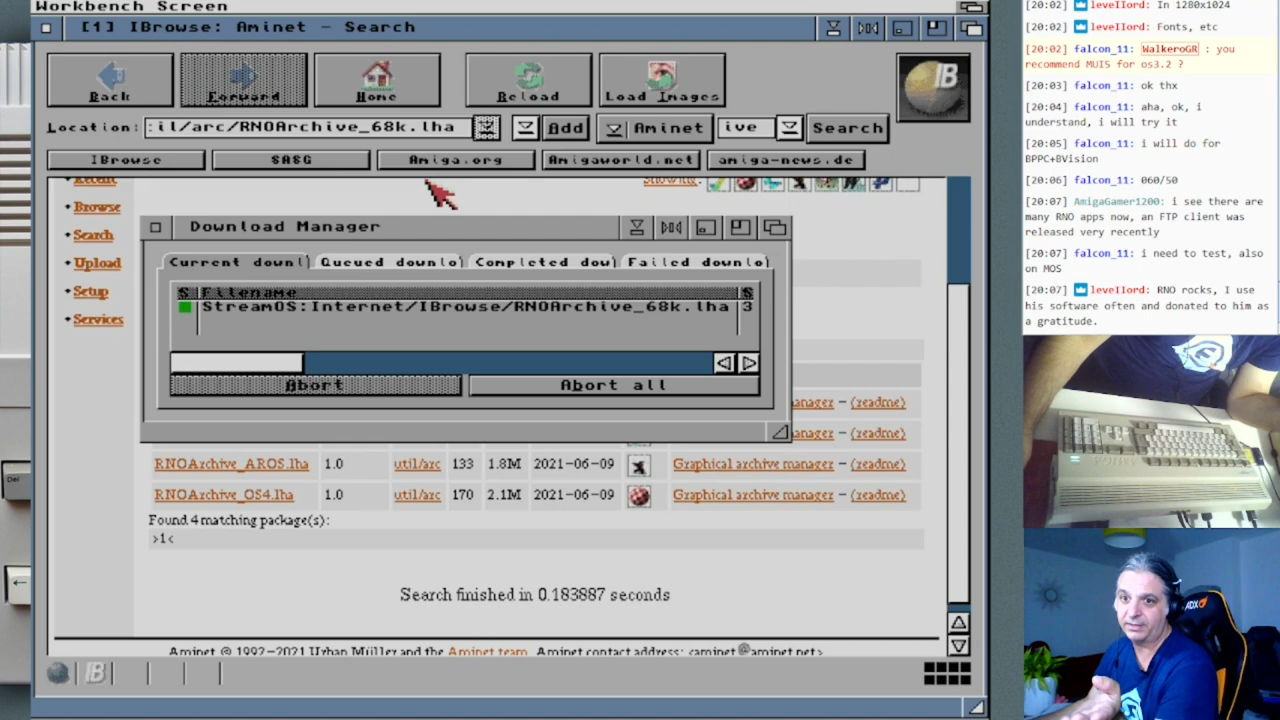 Workbench Screen
[1] IBrowse: Aminet - Search
Back
Forward
Home
Reload
Load Images
Location:
:il/arc/RNOArchive_68k.lha
Add
Aminet
ive
Search
IBrowse
SASG
Amiga.org
Amigaworld.net
amiga-news.de
Recent
Showing:
•Browse
•Search
•Upload
•Setup
•Services
Download Manager
Current downl
Queued downlo
Completed dow
Failed downlo
S Filename S
StreamOS:Internet/IBrowse/RNOArchive_68k.lha 3
Abort
Abort all
manager - (readme)
manager - (readme)
RNOArchive_AROS.lha 1.0 util/arc 133 1.8M 2021-06-09 Graphical archive manager - (readme)
RNOArchive_OS4.lha 1.0 util/arc 170 2.1M 2021-06-09 Graphical archive manager - (readme)
Found 4 matching package(s):
>1<
Search finished in 0.183887 seconds
Aminet © 1992-2021 Urban Müller and the Aminet team. Aminet contact address: <aminet@aminet.net>
[20:02] levelIord: In 1280x1024
[20:02] levelIord: Fonts, etc
[20:02] falcon_11: WalkeroGR : you
recommend MUIS for os3.2 ?
[20:03] falcon_11: ok thx
[20:04] falcon_11: aha, ok, i
understand, i will try it
[20:05] falcon_11: i will do for
BPPC+BVision
[20:06] falcon_11: 060/50
[20:07] AmigaGamer1200: i see there are
many RNO apps now, an FTP client was
released very recently
[20:07] falcon_11: i need to test, also
on MOS
[20:07] levelIord: RNO rocks, I use
his software often and donated to him as
a gratitude.
Del
ADX